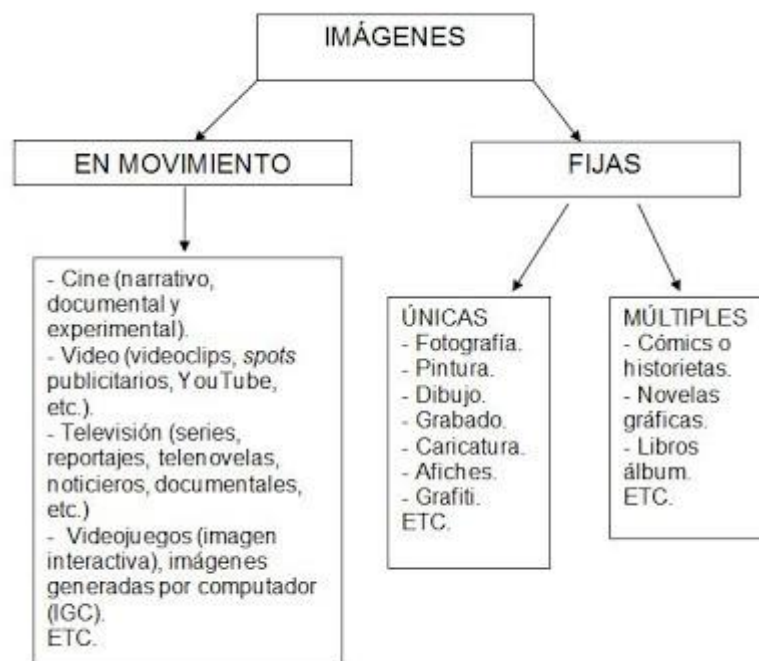 IMÁGENES
EN MOVIMIENTO
FIJAS
- Cine (narrativo,
documental y
experimental).
- Video (videoclips, spots
publicitarios, YouTube,
etc.).
- Televisión (series,
reportajes, telenovelas,
noticieros, documentales,
etc.)
- Videojuegos (imagen
interactiva), imágenes
generadas por computador
(IGC).
ETC.
ÚNICAS
- Fotografía.
- Pintura.
- Dibujo.
- Grabado.
- Caricatura.
- Afiches.
- Grafiti.
ETC.
MÚLTIPLES
- Cómics o
historietas.
- Novelas
gráficas.
- Libros
álbum.
ETC.